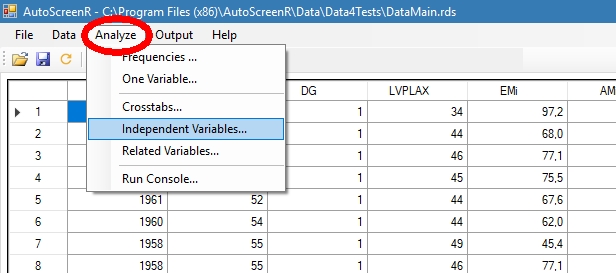 AutoScreenR - C:\Program Files (x86)\AutoScreenR\Data\Data4Tests\DataMain.rds
File Data Analyze Output Help
Frequencies ...
One Variable...
DG LVPLAX EMi AM
1 1 34 97,2
2 1 44 68,0
Crosstabs...
Independent Variables...
3 1 46 77,1
Related Variables...
4 1 44 67,6
Run Console...
5 1961 52 1 44 67,6
6 1960 54 1 44 62,0
7 1958 55 1 49 45,4
8 1958 55 1 46 77,1